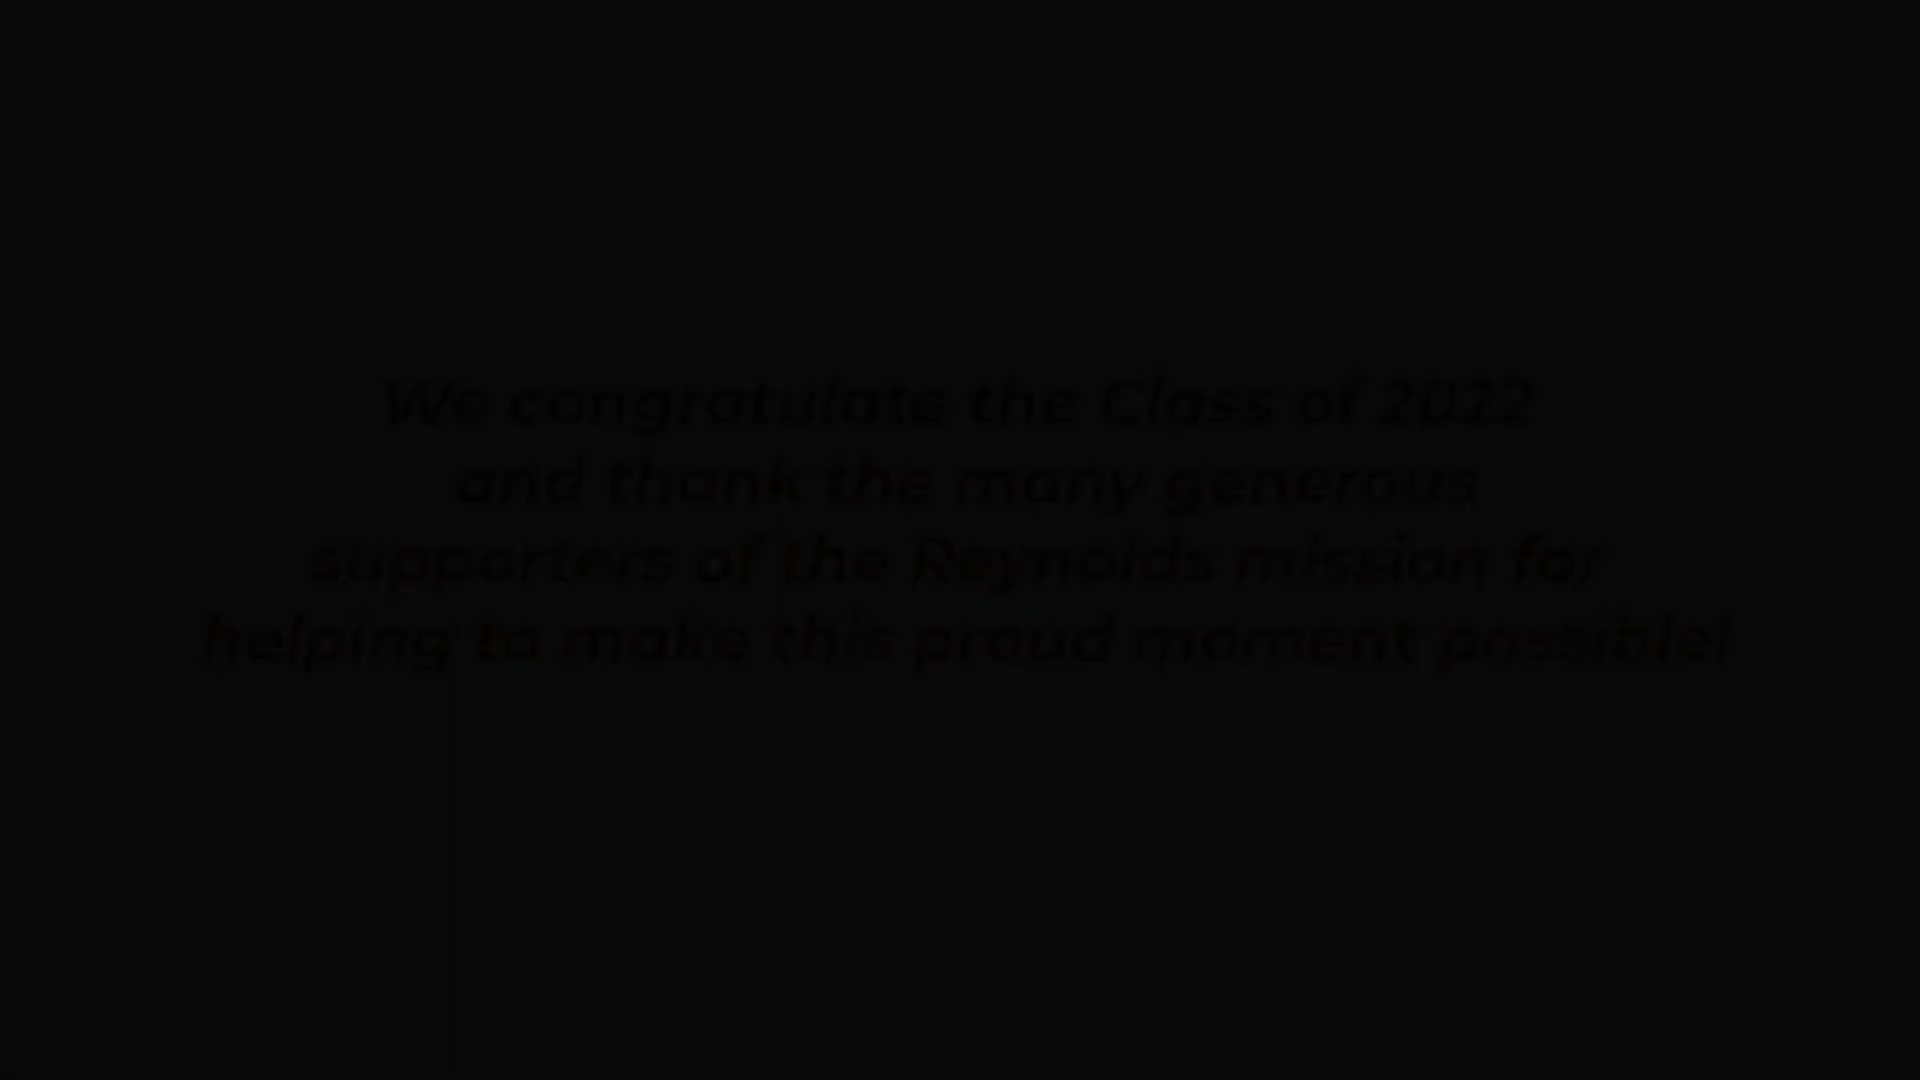 We congratulate the Class of 2022
and thank the many generous
supporters of the Reynolds mission for
helping to make this proud moment possible!